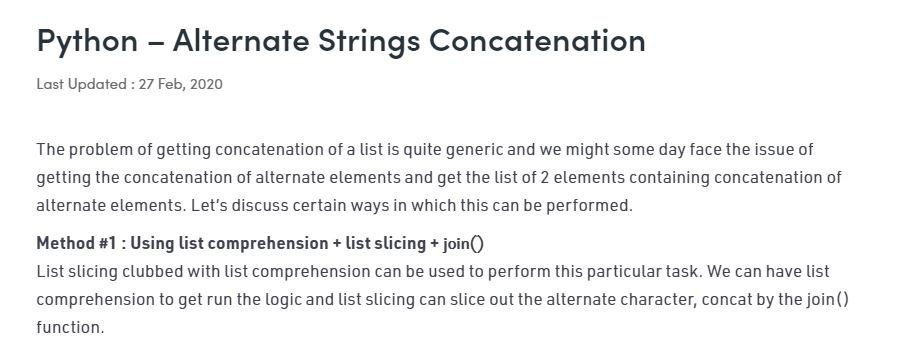 Python – Alternate Strings Concatenation
Last Updated : 27 Feb, 2020
The problem of getting concatenation of a list is quite generic and we might some day face the issue of
getting the concatenation of alternate elements and get the list of 2 elements containing concatenation of
alternate elements. Let's discuss certain ways in which this can be performed.
Method #1 : Using list comprehension + list slicing + join()
List slicing clubbed with list comprehension can be used to perform this particular task. We can have list
comprehension to get run the logic and list slicing can slice out the alternate character, concat by the join()
function.